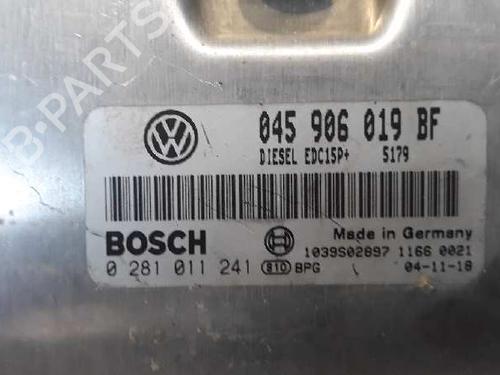 B-PARTS
045 906 019 BF
DIESEL EDC15P+ 5179
BOSCH
Made in Germany
1039S02897 1166 0021
0 281 011 241 810 BPG 04-11-18